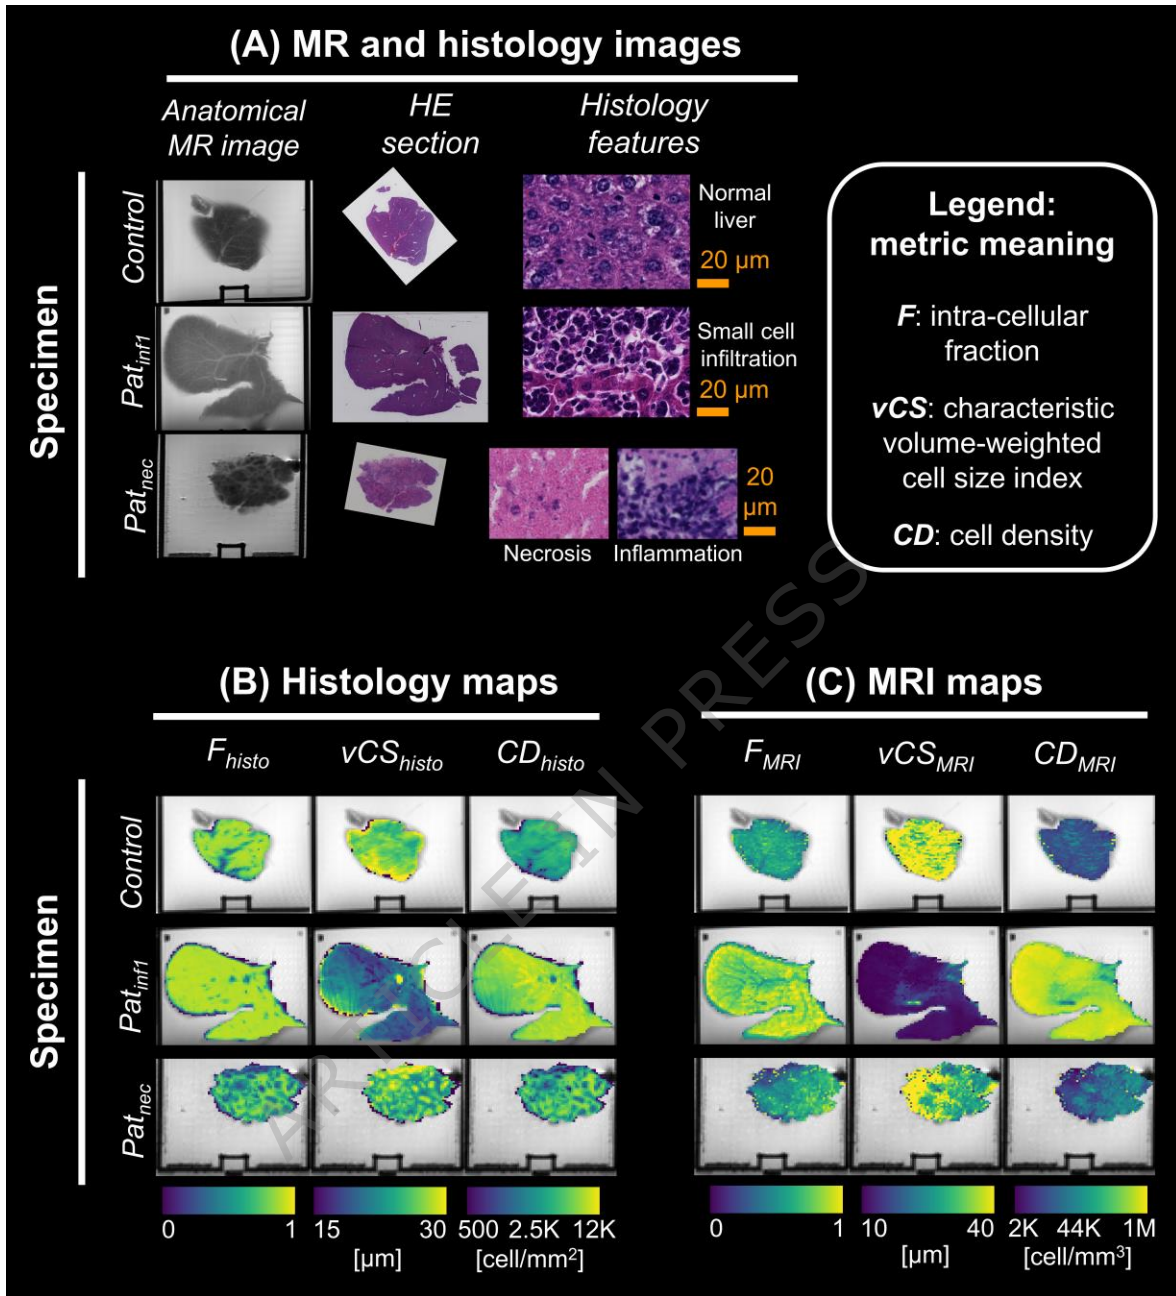 (A) MR and histology images
Anatomical
MR image
HE
section
Histology
features
Specimen
Control
Normal
liver
20 μm
Pat_inf1
Small cell
infiltration
20 μm
Pat_nec
20
μm
Necrosis
Inflammation
Legend:
metric meaning
F: intra-cellular
fraction
vCS: characteristic
volume-weighted
cell size index
CD: cell density
(B) Histology maps
F_histo
vCS_histo
CD_histo
Specimen
Control
Pat_inf1
Pat_nec
0 1
15 30
[μm]
500 2.5K 12K
[cell/mm²]
(C) MRI maps
F_MRI
vCS_MRI
CD_MRI
0 1
10 40
[μm]
2K 44K 1M
[cell/mm³]
ARTICLE IN PRESS